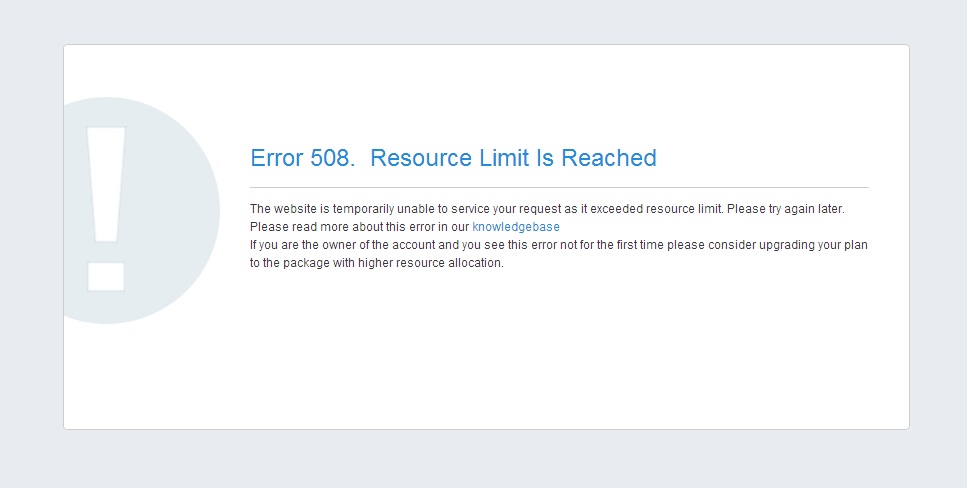 Error 508.  Resource Limit Is Reached
The website is temporarily unable to service your request as it exceeded resource limit. Please try again later.
Please read more about this error in our knowledgebase
If you are the owner of the account and you see this error not for the first time please consider upgrading your plan
to the package with higher resource allocation.